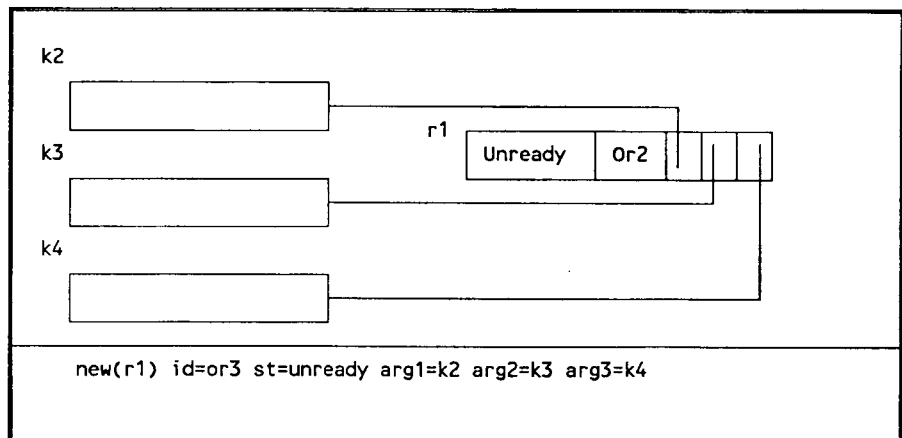 k2
r1
Unready Or2
k3
k4
new(r1) id=or3 st=unready arg1=k2 arg2=k3 arg3=k4